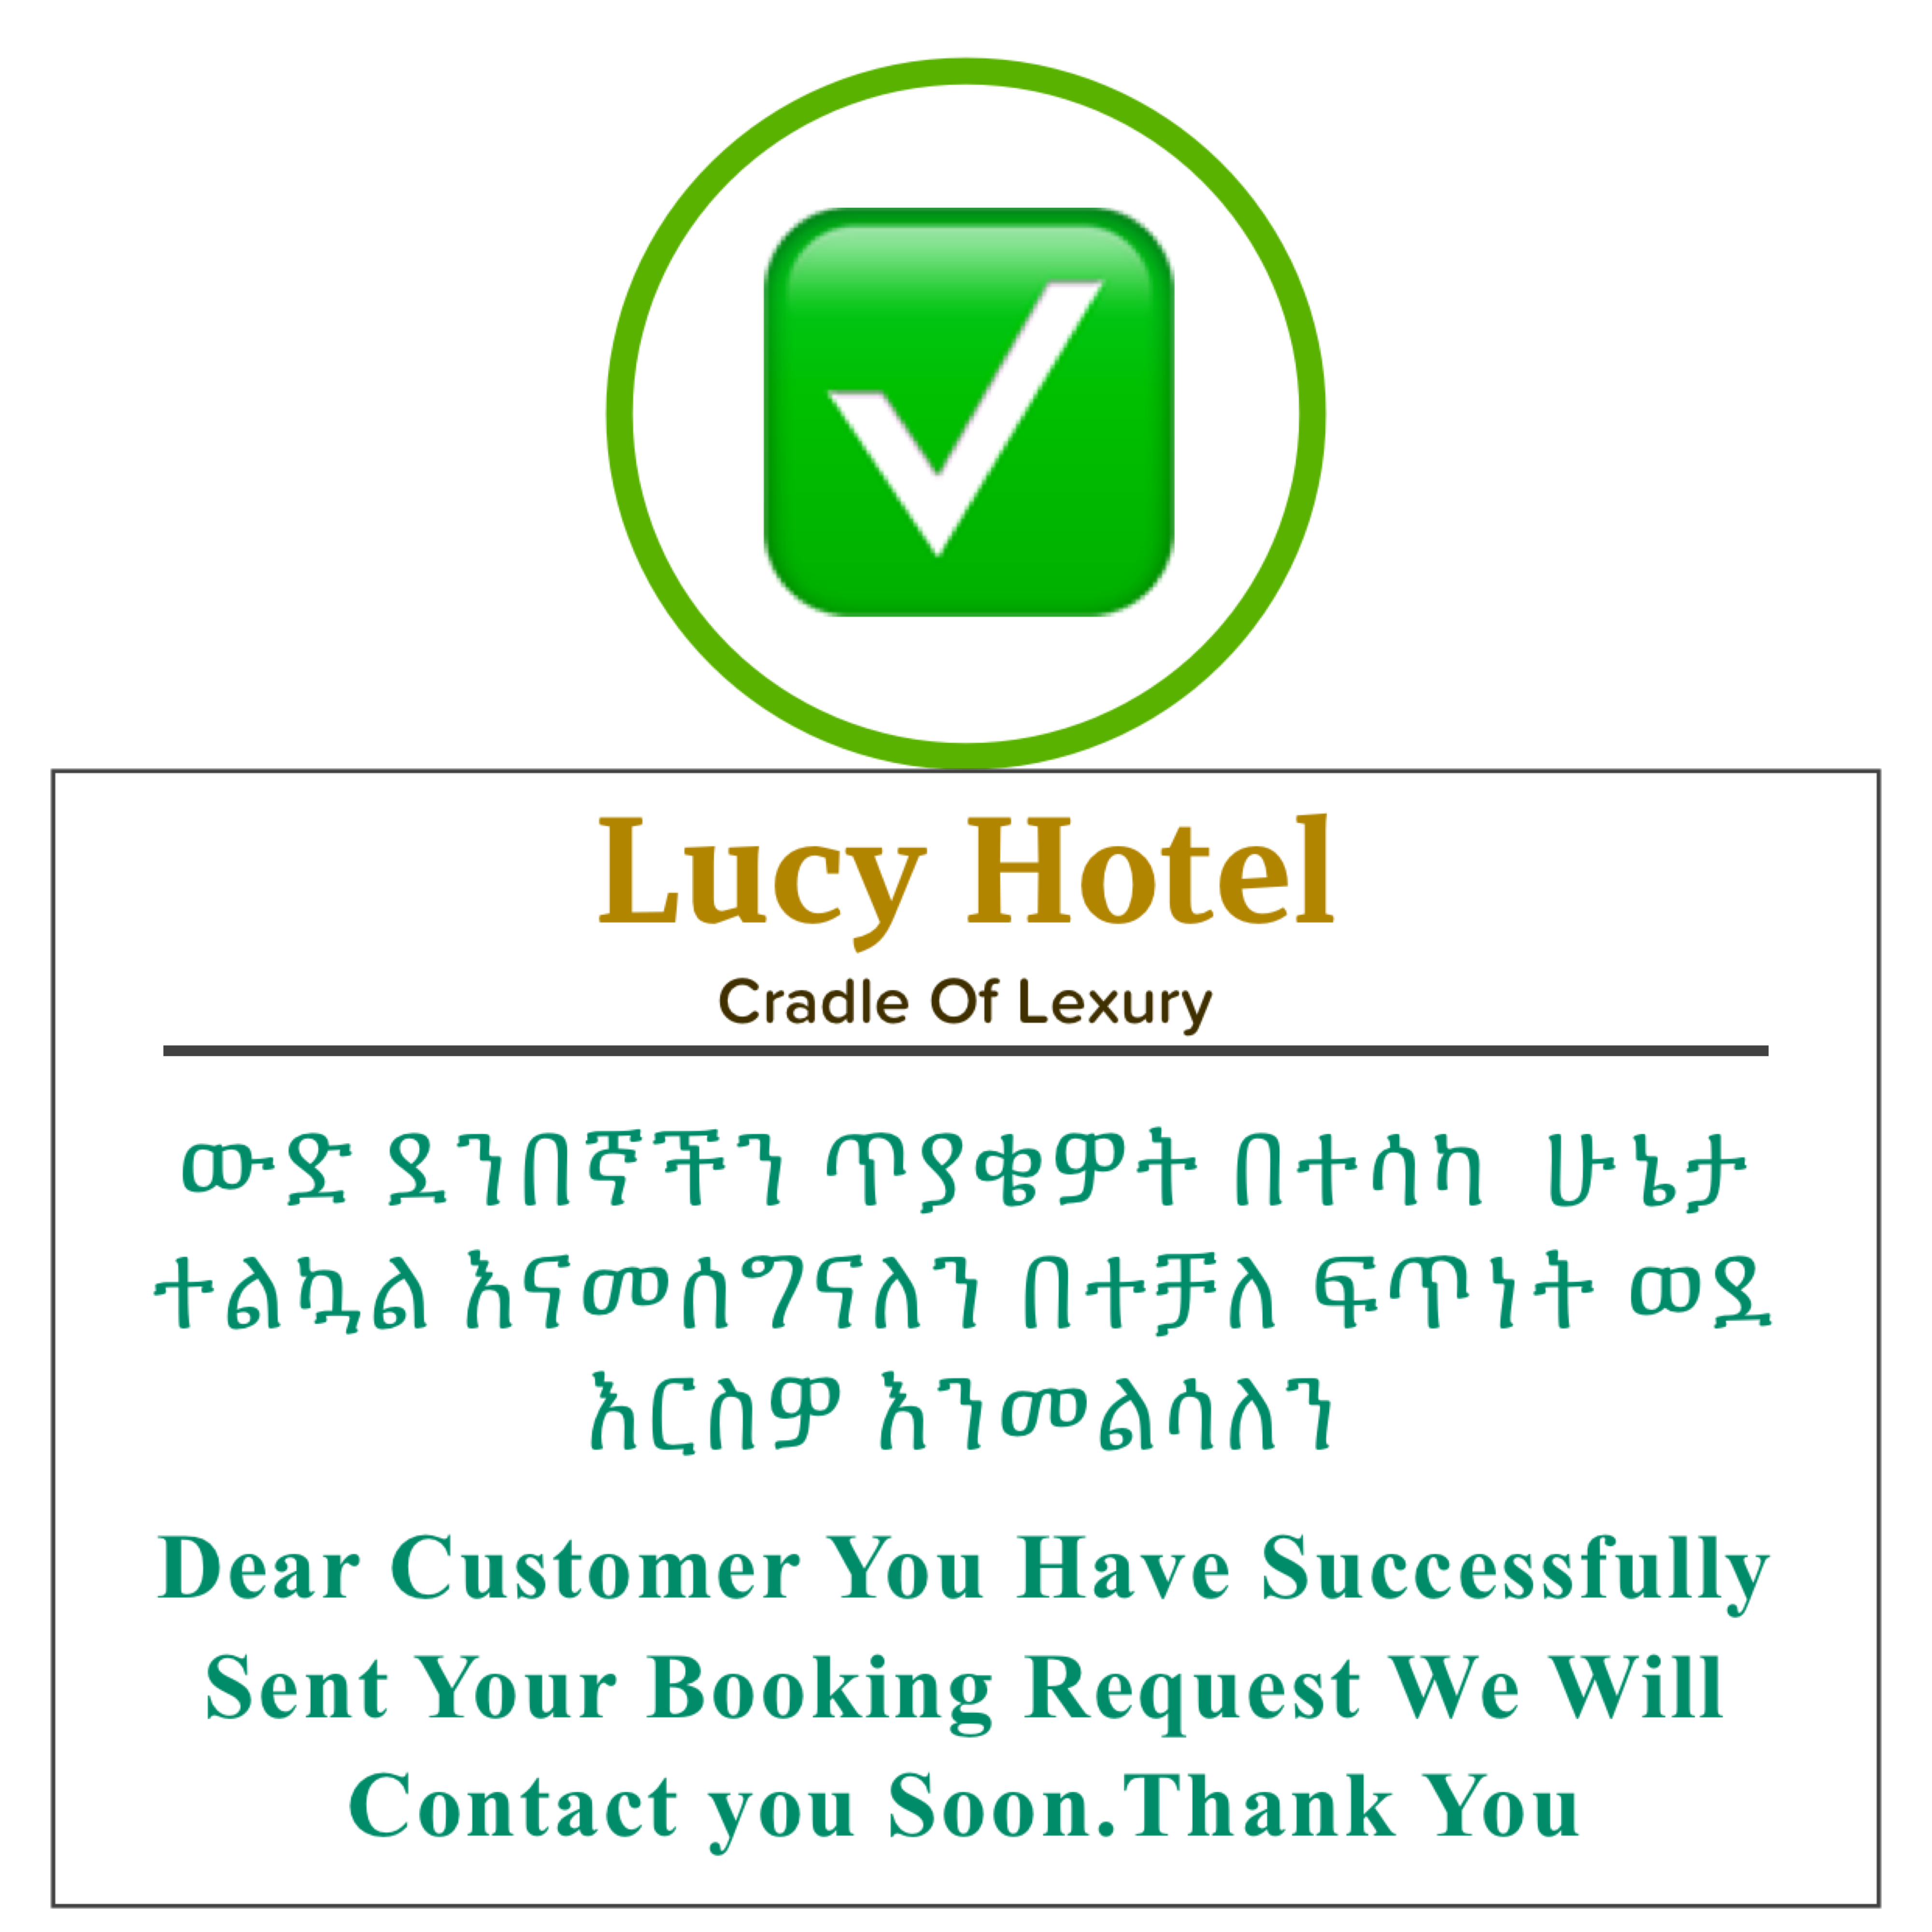 Lucy Hotel
Cradle Of Lexury
ውድ ደንበኛችን ጥያቄዎት በተሳካ ሁኔታ
ተልኳል እናመሰግናለን በተቻለ ፍጥነት ወደ
እርስዎ እንመልሳለን
Dear Customer You Have Successfully
Sent Your Booking Request We Will
Contact you Soon.Thank You